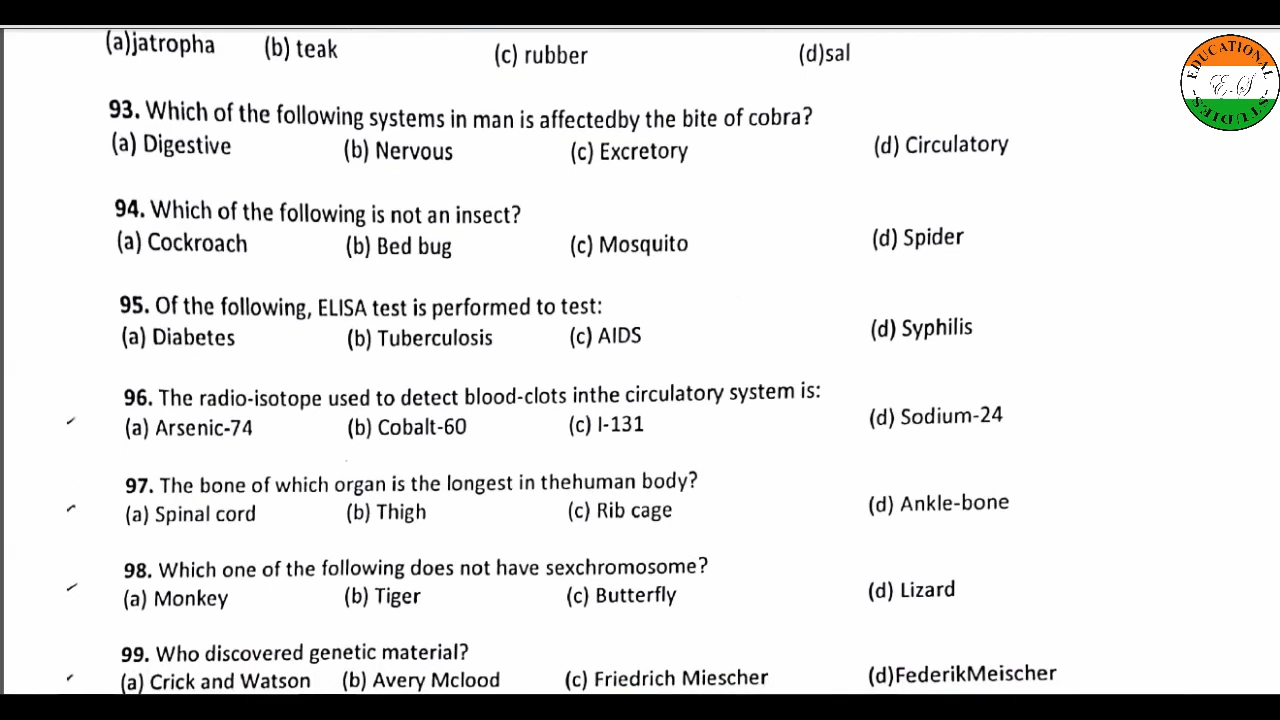 (a)jatropha (b) teak (c) rubber (d)sal
EDUCATIONAL
E.S
STUDIES
93. Which of the following systems in man is affectedby the bite of cobra?
(a) Digestive (b) Nervous (c) Excretory (d) Circulatory
94. Which of the following is not an insect?
(a) Cockroach (b) Bed bug (c) Mosquito (d) Spider
95. Of the following, ELISA test is performed to test:
(a) Diabetes (b) Tuberculosis (c) AIDS (d) Syphilis
96. The radio-isotope used to detect blood-clots inthe circulatory system is:
(a) Arsenic-74 (b) Cobalt-60 (c) I-131 (d) Sodium-24
97. The bone of which organ is the longest in thehuman body?
(a) Spinal cord (b) Thigh (c) Rib cage (d) Ankle-bone
98. Which one of the following does not have sexchromosome?
(a) Monkey (b) Tiger (c) Butterfly (d) Lizard
99. Who discovered genetic material?
(a) Crick and Watson (b) Avery Mclood (c) Friedrich Miescher (d)FederikMeischer